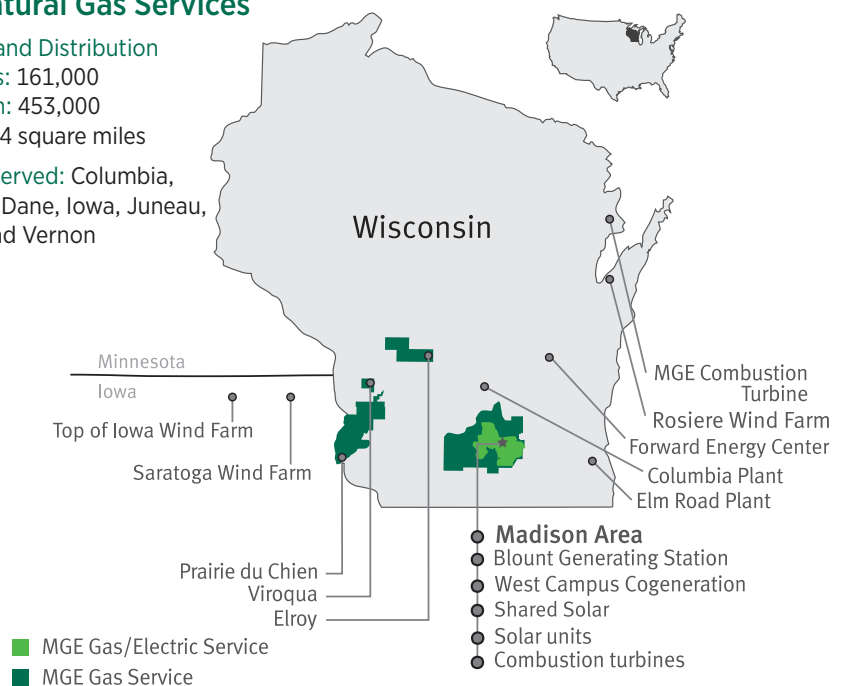 tural Gas Services
and Distribution
s: 161,000
n: 453,000
4 square miles
erved: Columbia,
Dane, Iowa, Juneau,
nd Vernon
Wisconsin
Minnesota
Iowa
Top of Iowa Wind Farm
Saratoga Wind Farm
MGE Combustion
Turbine
Rosiere Wind Farm
Forward Energy Center
Columbia Plant
Elm Road Plant
Madison Area
Blount Generating Station
West Campus Cogeneration
Shared Solar
Solar units
Combustion turbines
Prairie du Chien
Viroqua
Elroy
MGE Gas/Electric Service
MGE Gas Service